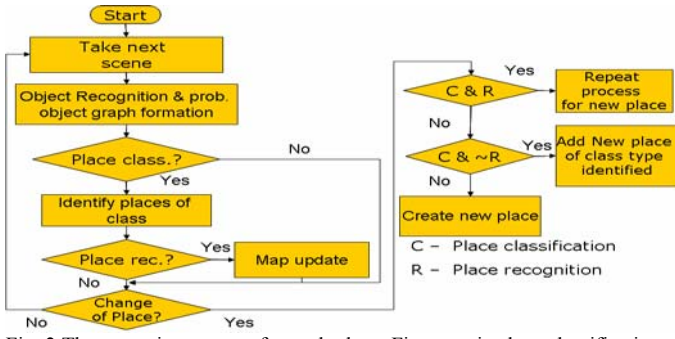 Start
Take next
scene
Object Recognition & prob.
object graph formation
Place class.?
No
Yes
Identify places of
class
Place rec.?
Yes
Map update
No
Change
of Place?
No
Yes
C & R
Yes
Repeat
process
for new place
No
C & ~R
Yes
Add New place
of class type
identified
No
Create new place
C – Place classification
R – Place recognition